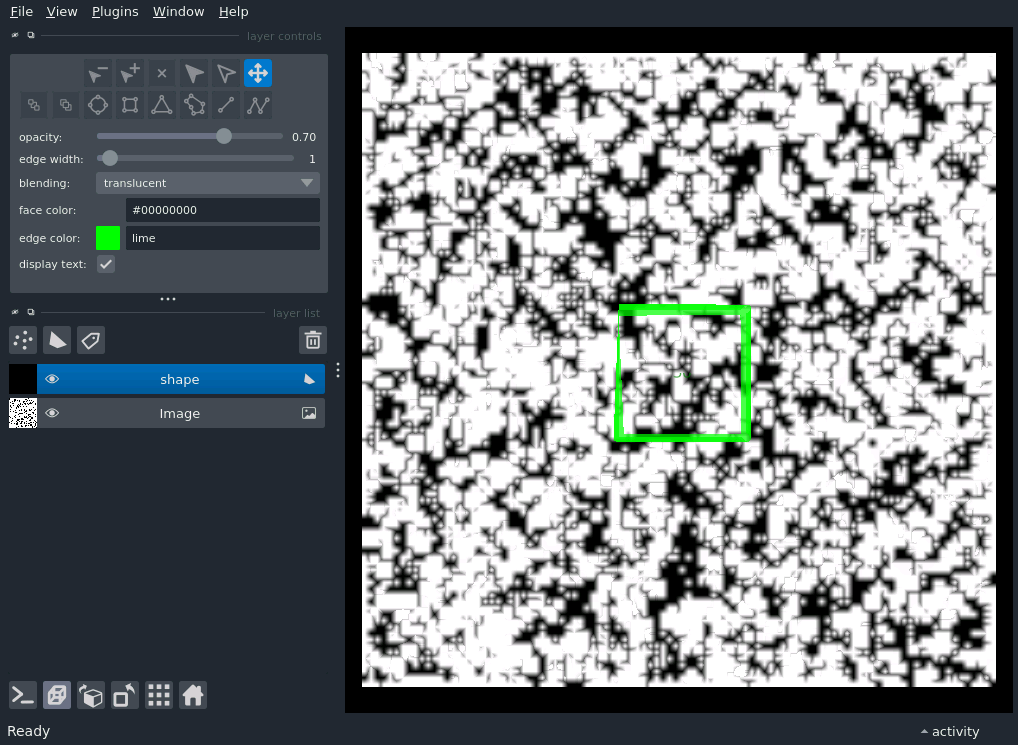 File View Plugins Window Help
layer controls
opacity: 0.70
edge width: 1
blending: translucent
face color: #00000000
edge color: lime
display text:
layer list
shape
Image
Ready
activity